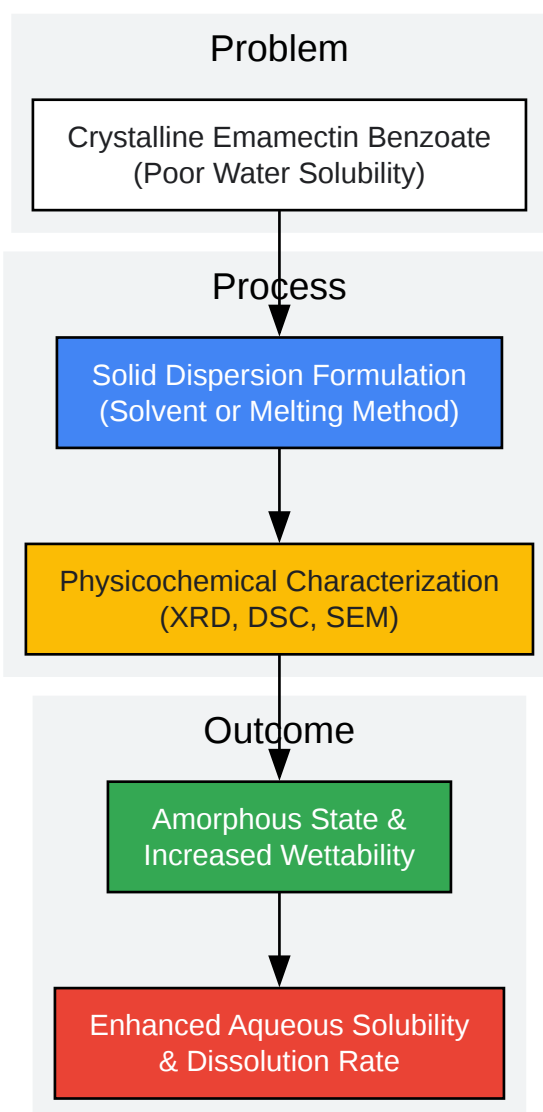 Problem
Crystalline Emamectin Benzoate
(Poor Water Solubility)
Process
Solid Dispersion Formulation
(Solvent or Melting Method)
Physicochemical Characterization
(XRD, DSC, SEM)
Outcome
Amorphous State &
Increased Wettability
Enhanced Aqueous Solubility
& Dissolution Rate